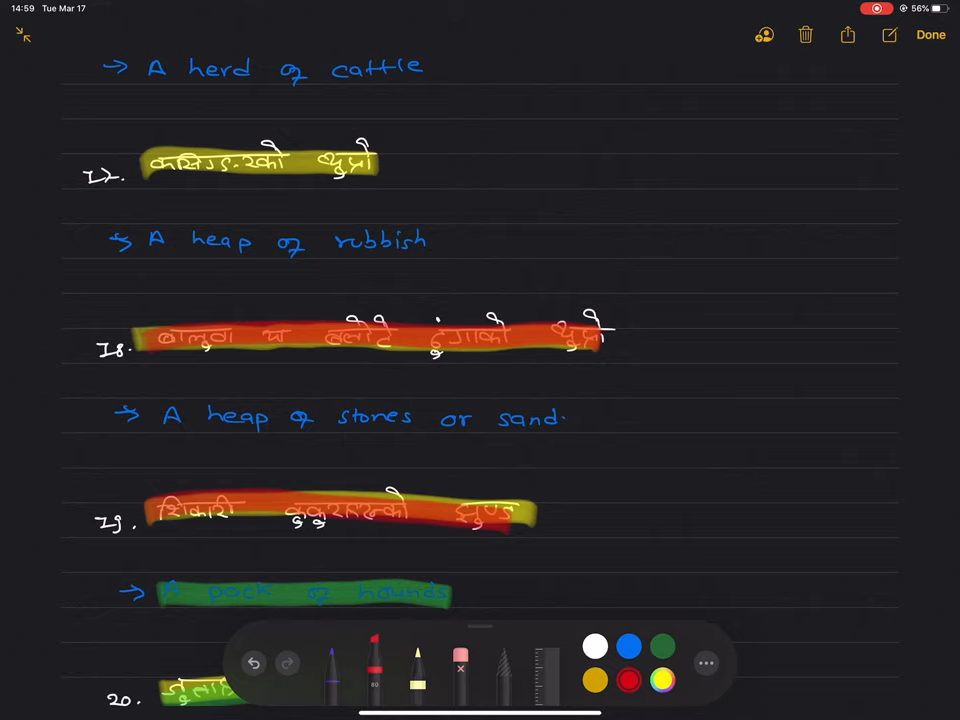 14:59 Tue Mar 17 56%
Done
→ A herd of cattle
17. कसिङ्गरको थुप्रो
→ A heap of rubbish
18. बालुवा या ढुंगाको थुप्रो
→ A heap of stones or sand.
19. शिकारी कुकुरहरुको झुण्ड
→ A pack of hounds
80
20.